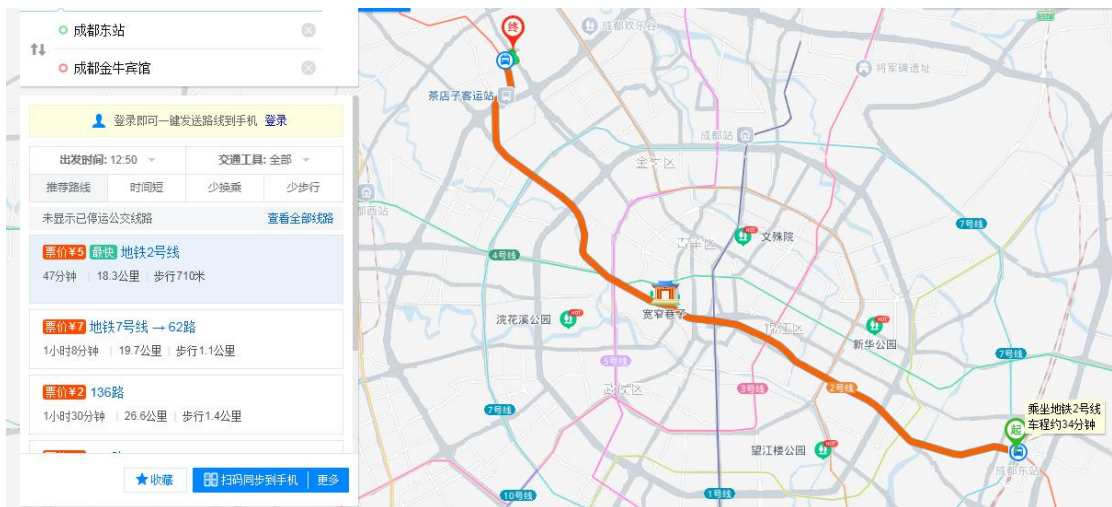 成都东站
成都金牛宾馆
登录即可一键发送路线到手机 登录
出发时间: 12:50 交通工具: 全部
推荐路线 时间短 少换乘 少步行
未显示已停运公交线路 查看全部线路
票价¥5 最快 地铁2号线
47分钟 | 18.3公里 | 步行710米
票价¥7 地铁7号线 → 62路
1小时8分钟 | 19.7公里 | 步行1.1公里
票价¥2 136路
1小时30分钟 | 26.6公里 | 步行1.4公里
收藏 扫码同步到手机 | 更多
终
成都欢乐谷
将军碑遗址
茶店子客运站
成都站
金牛区
都西站
7号线
HOT
文殊院
青羊区
4号线
宽窄巷子
HOT
浣花溪公园
锦江区
HOT
新华公园
5号线
7号线
武侯区
3号线
2号线
7号线
乘坐地铁2号线
车程约34分钟
起
HOT
望江楼公园
成都东站
10号线
1号线